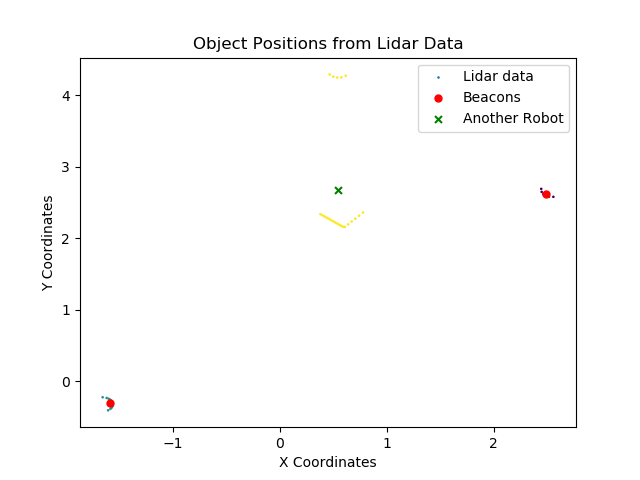 Object Positions from Lidar Data
Lidar data
Beacons
Another Robot
4
3
2
1
0
Y Coordinates
−1
0
1
2
X Coordinates